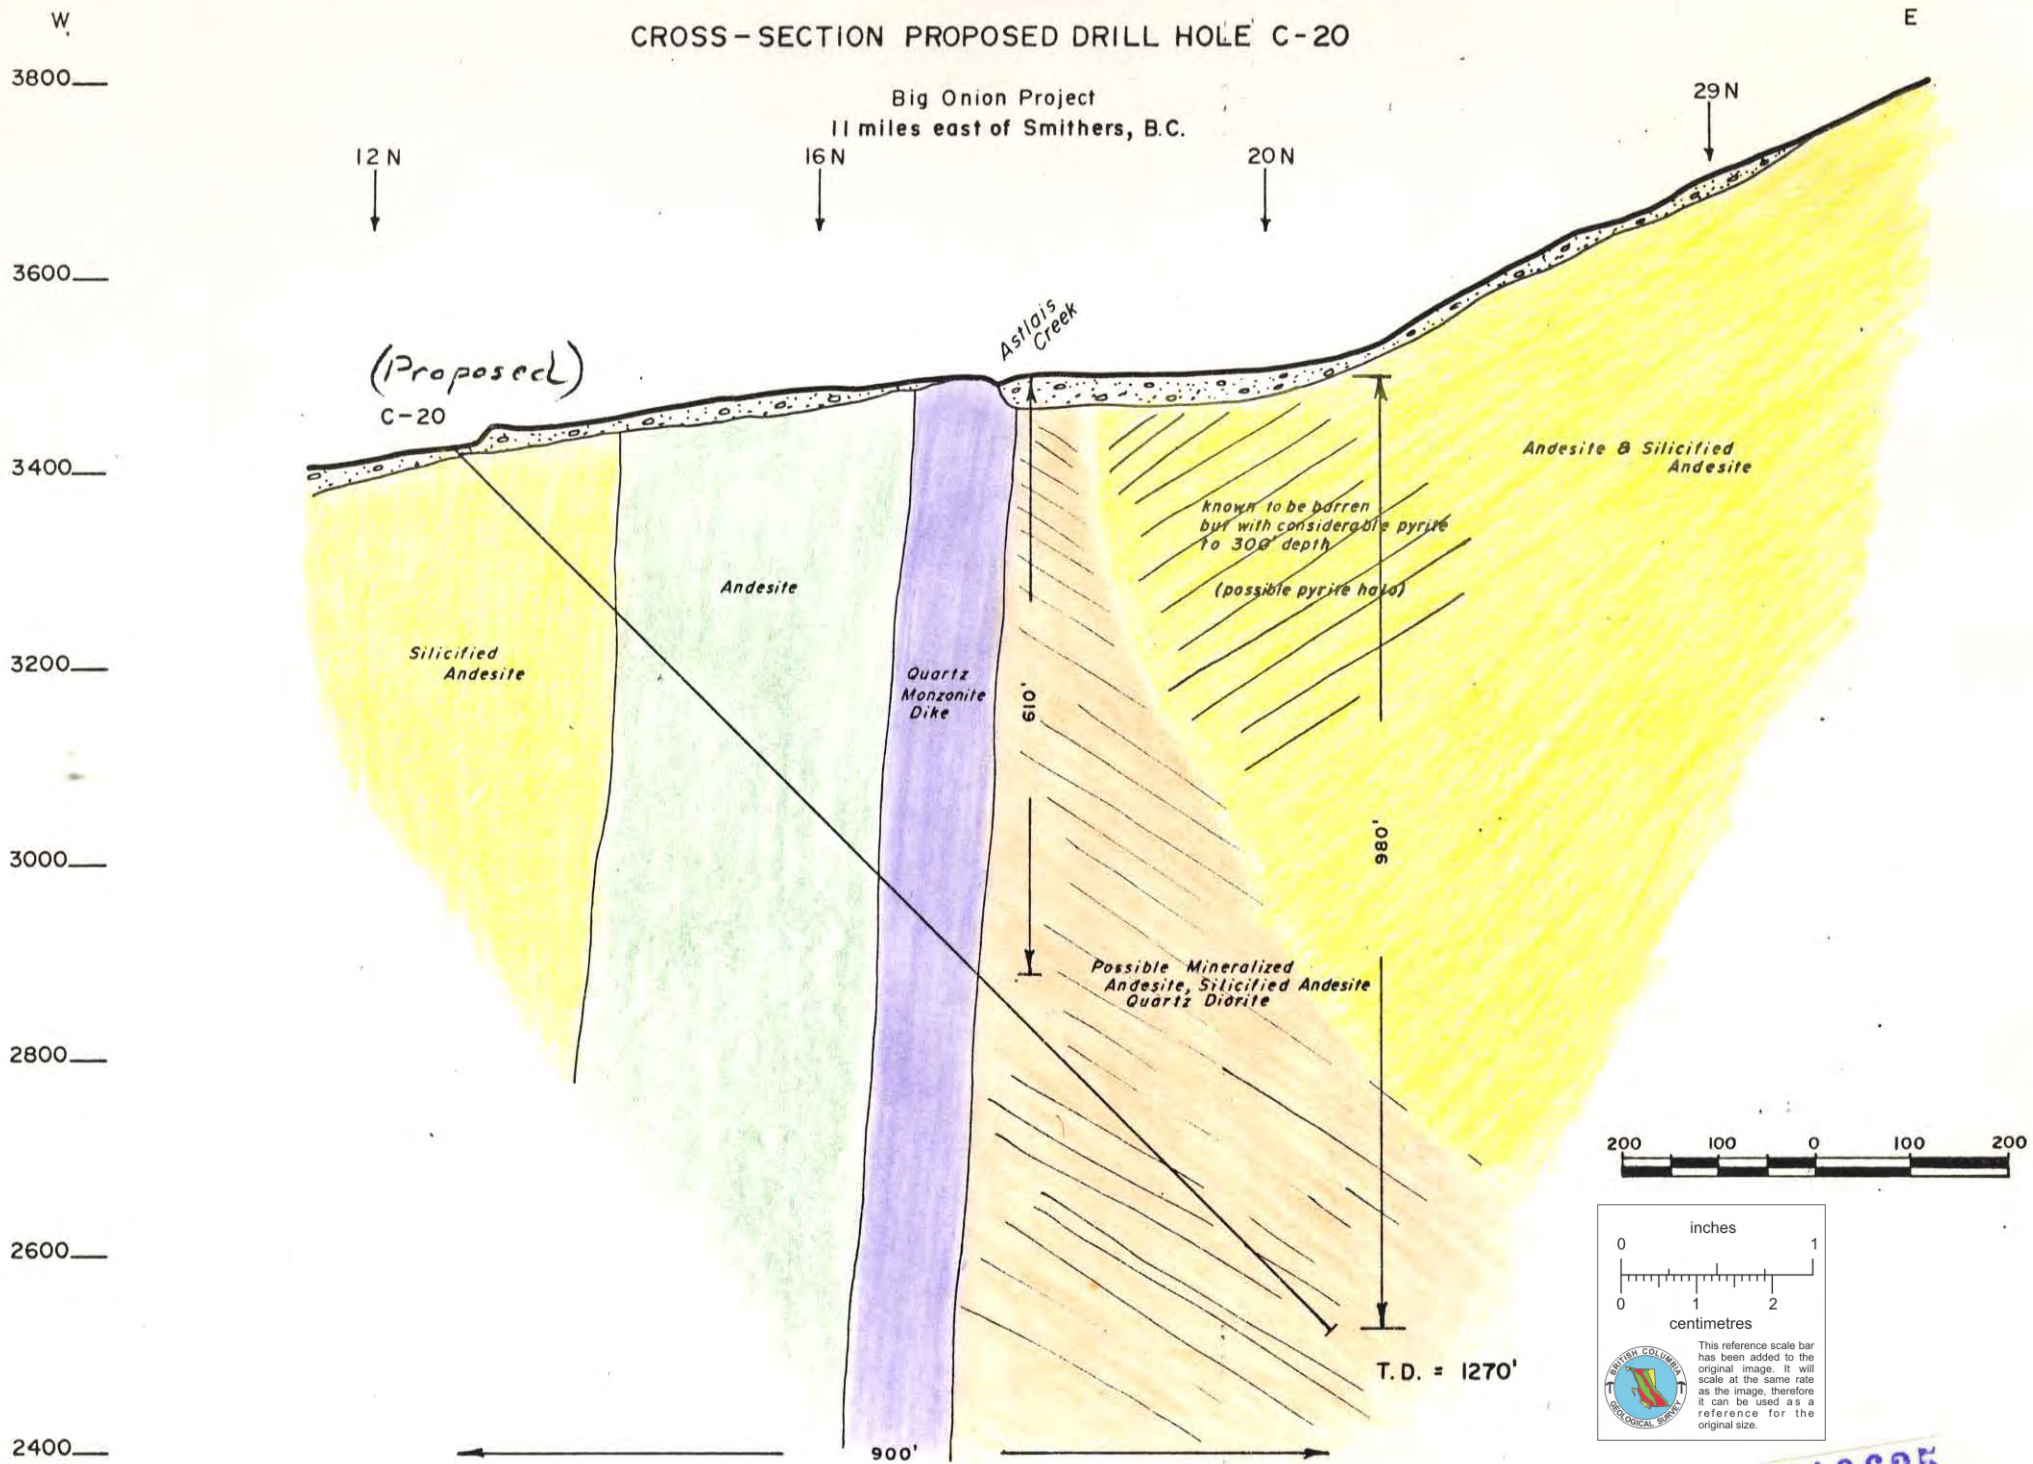 W
E
CROSS-SECTION PROPOSED DRILL HOLE C-20
Big Onion Project
11 miles east of Smithers, B.C.
3800
3600
3400
3200
3000
2800
2600
2400
12N
16N
20N
29N
Astlais
Creek
(Proposed)
C-20
Silicified
Andesite
Andesite
Quartz
Monzonite
Dike
610'
980'
known to be barren
but with considerable pyrite
to 300' depth
(possible pyrite halo)
Andesite & Silicified
Andesite
Possible Mineralized
Andesite, Silicified Andesite
Quartz Diorite
T.D. = 1270'
900'
200 100 0 100 200
inches
0 1
0 1 2
centimetres
This reference scale bar
has been added to the
original image. It will
scale at the same rate
as the image, therefore
it can be used as a
reference for the
original size.
BRITISH COLUMBIA
GEOLOGICAL SURVEY